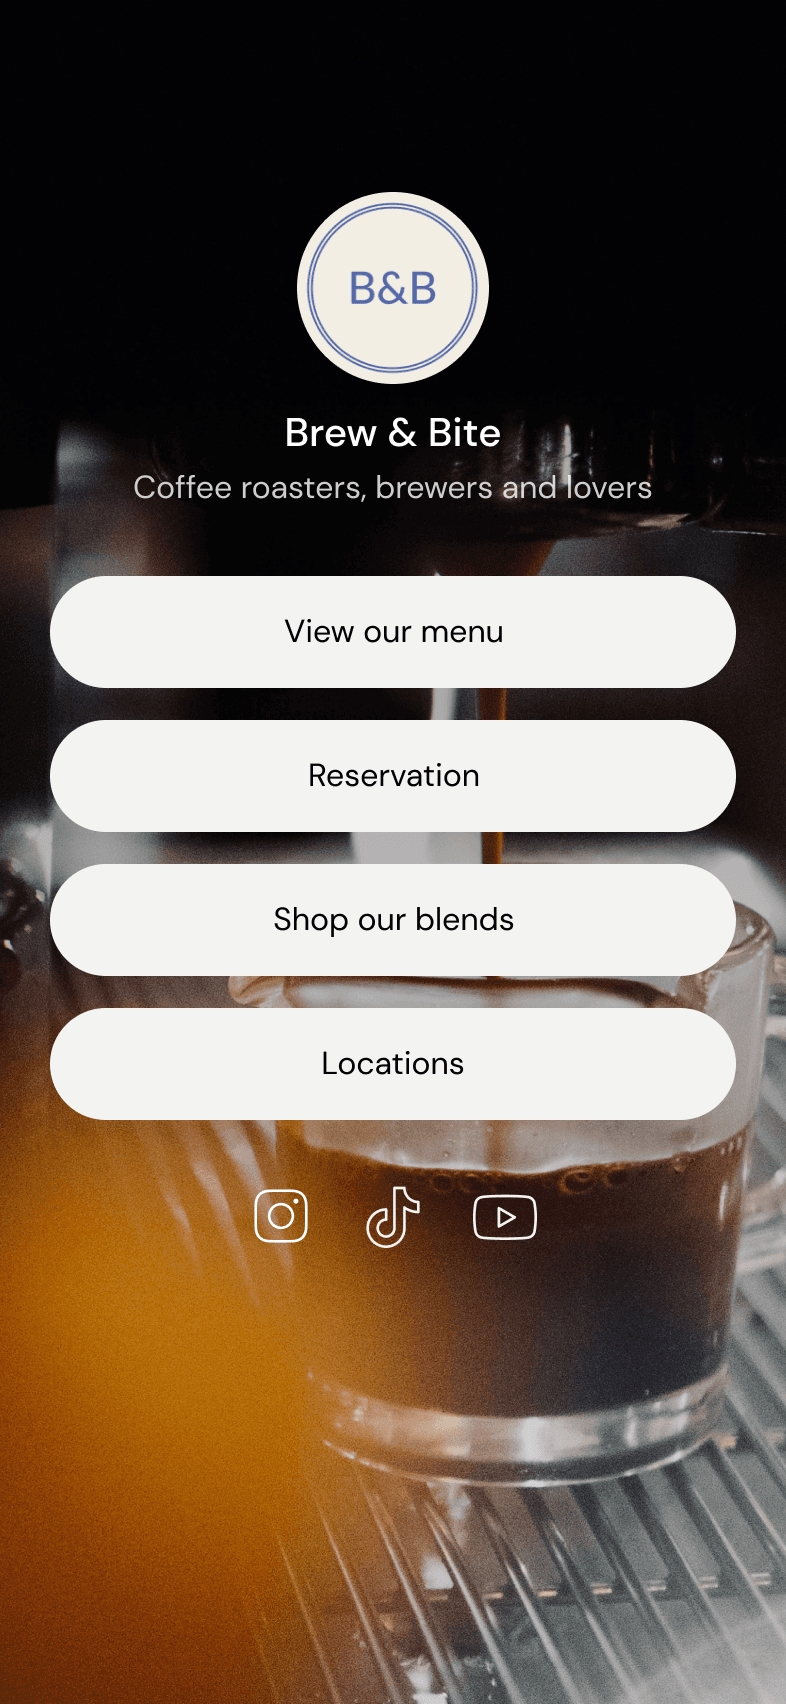 B&B
Brew & Bite
Coffee roasters, brewers and lovers
View our menu
Reservation
Shop our blends
Locations